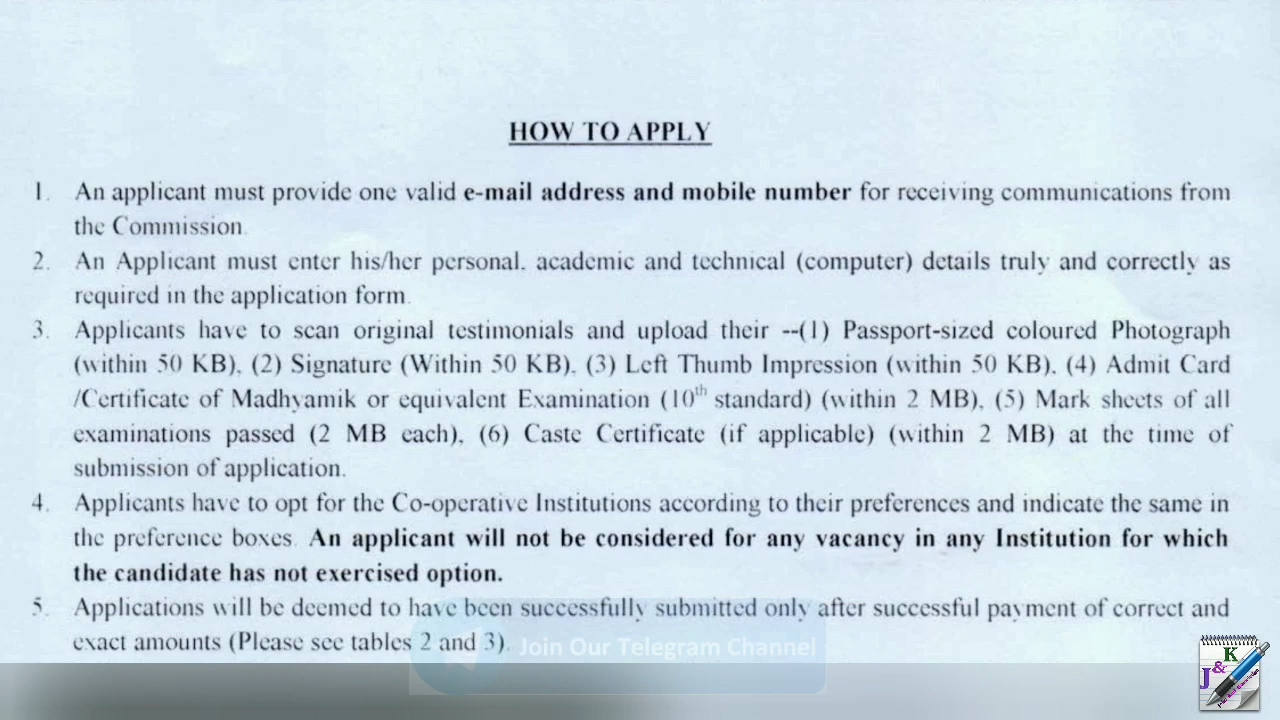 HOW TO APPLY
1. An applicant must provide one valid e-mail address and mobile number for receiving communications from
the Commission.
2. An Applicant must enter his/her personal, academic and technical (computer) details truly and correctly as
required in the application form.
3. Applicants have to scan original testimonials and upload their --(1) Passport-sized coloured Photograph
(within 50 KB), (2) Signature (Within 50 KB), (3) Left Thumb Impression (within 50 KB), (4) Admit Card
/Certificate of Madhyamik or equivalent Examination (10th standard) (within 2 MB), (5) Mark sheets of all
examinations passed (2 MB each), (6) Caste Certificate (if applicable) (within 2 MB) at the time of
submission of application.
4. Applicants have to opt for the Co-operative Institutions according to their preferences and indicate the same in
the preference boxes. An applicant will not be considered for any vacancy in any Institution for which
the candidate has not exercised option.
5. Applications will be deemed to have been successfully submitted only after successful payment of correct and
exact amounts (Please see tables 2 and 3).
Join Our Telegram Channel
J&K